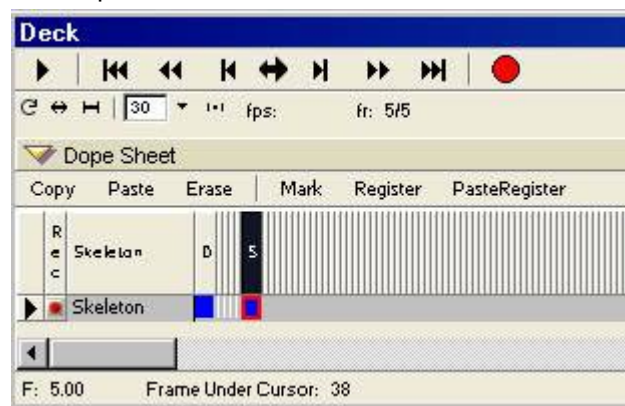 Deck
30 fps: fr: 5/5
Dope Sheet
Copy Paste Erase Mark Register PasteRegister
Rec Skeleton 0 5
Skeleton
F: 5.00 Frame Under Cursor: 38